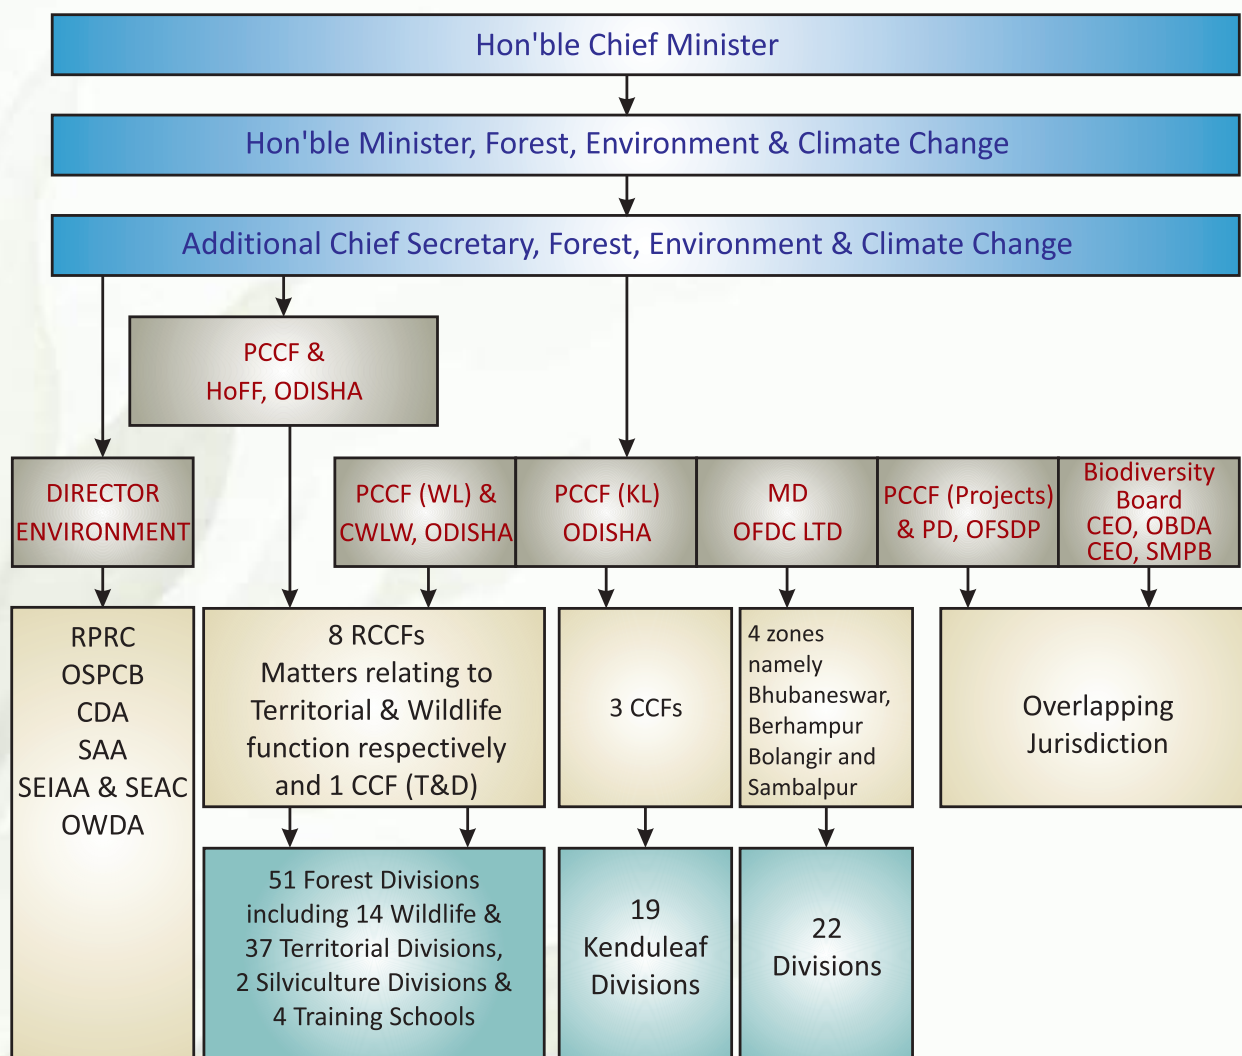 Hon'ble Chief Minister
Hon'ble Minister, Forest, Environment & Climate Change
Additional Chief Secretary, Forest, Environment & Climate Change
PCCF &
HoFF, ODISHA
DIRECTOR
ENVIRONMENT
PCCF (WL) &
CWLW, ODISHA
PCCF (KL)
ODISHA
MD
OFDC LTD
PCCF (Projects)
& PD, OFSDP
Biodiversity
Board
CEO, OBDA
CEO, SMPB
RPRC
OSPCB
CDA
SAA
SEIAA & SEAC
OWDA
8 RCCFs
Matters relating to
Territorial & Wildlife
function respectively
and 1 CCF (T&D)
3 CCFs
4 zones
namely
Bhubaneswar,
Berhampur
Bolangir and
Sambalpur
Overlapping
Jurisdiction
51 Forest Divisions
including 14 Wildlife &
37 Territorial Divisions,
2 Silviculture Divisions &
4 Training Schools
19
Kenduleaf
Divisions
22
Divisions